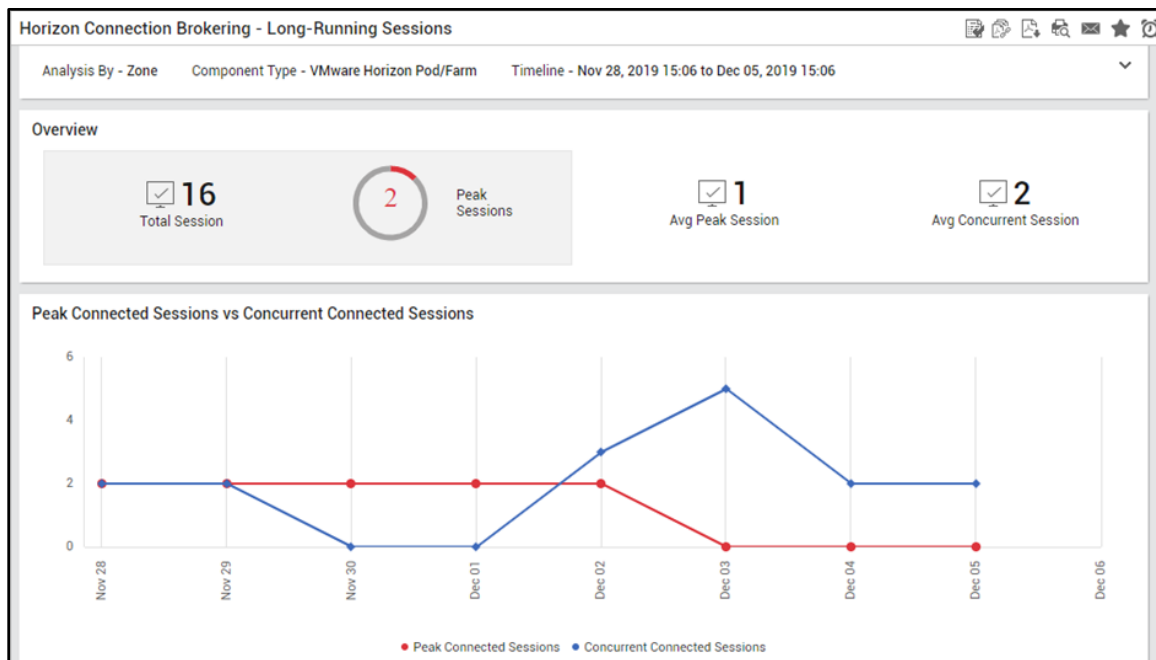 Horizon Connection Brokering - Long-Running Sessions
Analysis By - Zone Component Type - VMware Horizon Pod/Farm Timeline - Nov 28, 2019 15:06 to Dec 05, 2019 15:06
Overview
16
Total Session
2
Peak
Sessions
1
Avg Peak Session
2
Avg Concurrent Session
Peak Connected Sessions vs Concurrent Connected Sessions
6
4
2
0
Nov 28
Nov 29
Nov 30
Dec 01
Dec 02
Dec 03
Dec 04
Dec 05
Dec 06
Peak Connected Sessions Concurrent Connected Sessions